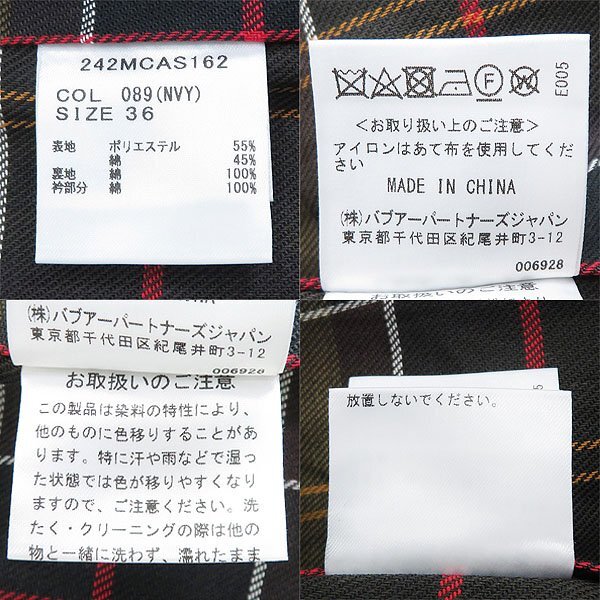 242MCAS162
COL 089(NVY)
SIZE 36
表地 ポリエステル 55%
綿 45%
裏地 綿 100%
衿部分 綿 100%
F W
E005
<お取り扱い上のご注意>
アイロンはあて布を使用してくだ
さい
MADE IN CHINA
(株)バブアーパートナーズジャパン
東京都千代田区紀尾井町3-12
006928
お取扱いのご注意
(株)バブアーパートナーズジャパン
東京都千代田区紀尾井町3-12
006928
お取扱いのご注意
この製品は染料の特性により、
他のものに色移りすることがあ
ります。特に汗や雨などで湿っ
た状態では色が移りやすくなり
ますので、ご注意ください。洗
たく・クリーニングの際は他の
物と一緒に洗わず、濡れたまま
放置しないでください。